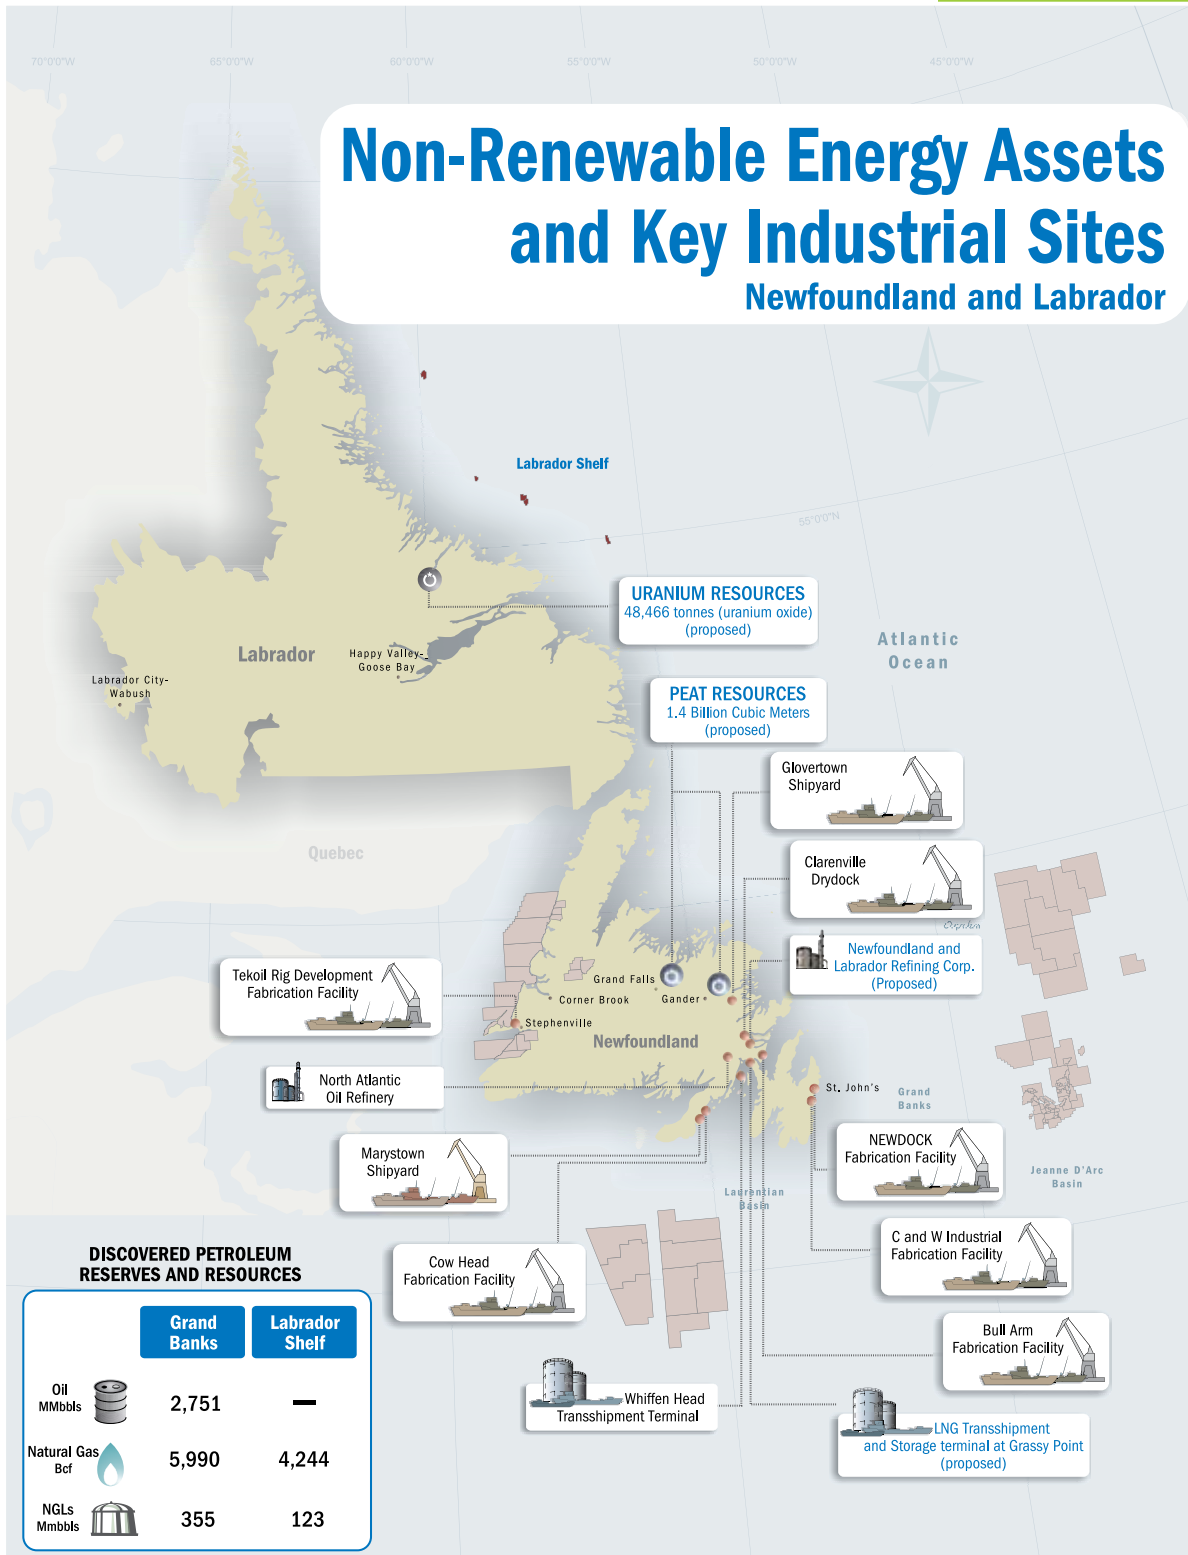 70°0'0"W
65°0'0"W
60°0'0"W
55°0'0"W
50°0'0"W
45°0'0"W
Non-Renewable Energy Assets
and Key Industrial Sites
Newfoundland and Labrador
Labrador Shelf
55°0'0"N
URANIUM RESOURCES
48,466 tonnes (uranium oxide)
(proposed)
Atlantic
Ocean
Labrador
Happy Valley-
Goose Bay
Labrador City-
Wabush
PEAT RESOURCES
1.4 Billion Cubic Meters
(proposed)
Glovertown
Shipyard
Quebec
Clarenville
Drydock
Newfoundland and
Labrador Refining Corp.
(Proposed)
Tekoil Rig Development
Fabrication Facility
Grand Falls
Corner Brook
Gander
Stephenville
Newfoundland
North Atlantic
Oil Refinery
St. John's
Grand
Banks
Marystown
Shipyard
NEWDOCK
Fabrication Facility
Jeanne D'Arc
Basin
Laurentian
Basin
C and W Industrial
Fabrication Facility
Cow Head
Fabrication Facility
Bull Arm
Fabrication Facility
Whiffen Head
Transshipment Terminal
LNG Transshipment
and Storage terminal at Grassy Point
(proposed)
DISCOVERED PETROLEUM
RESERVES AND RESOURCES
Grand
Banks
Labrador
Shelf
Oil
MMbbls
2,751
—
Natural Gas
Bcf
5,990
4,244
NGLs
Mmbbls
355
123